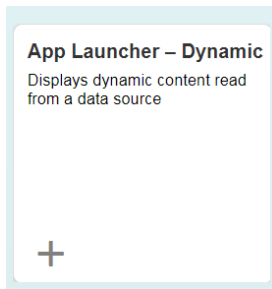 App Launcher – Dynamic
Displays dynamic content read
from a data source